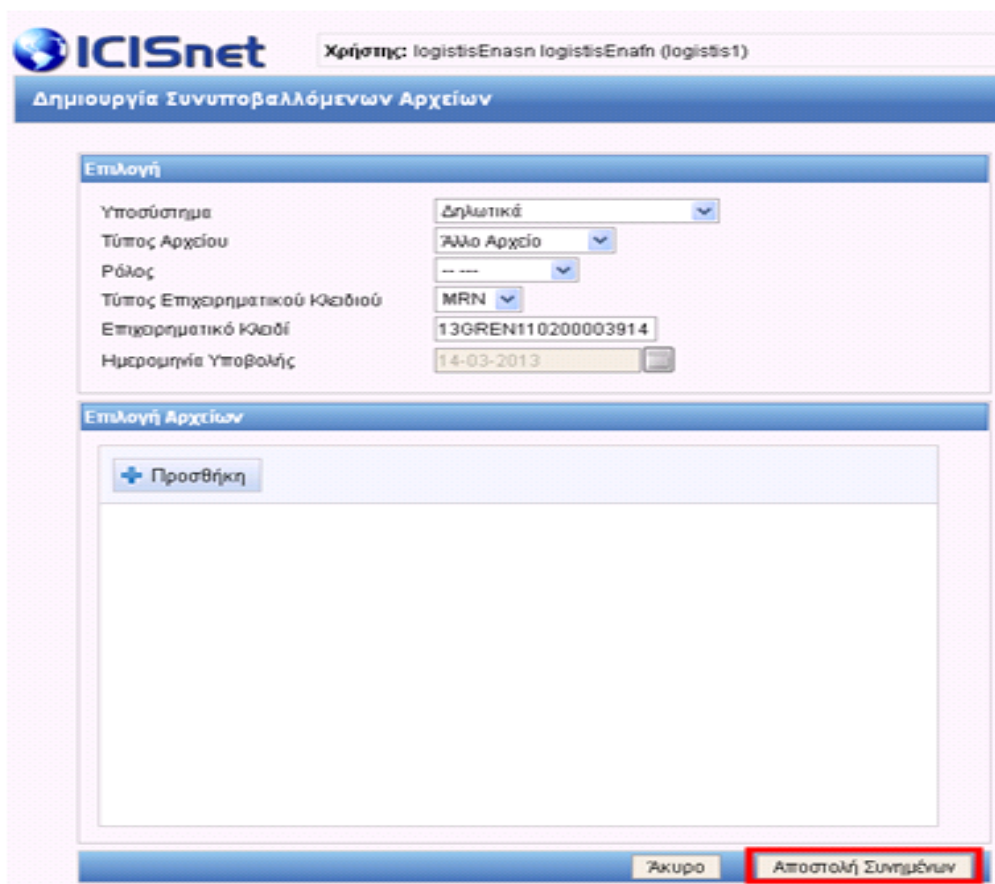 ICISnet
Χρήστης: logistisEnasn logistisEnafn (logistis1)
Δημιουργία Συνυποβαλλόμενων Αρχείων
Επιλογή
Υποσύστημα Δηλωτικά
Τύπος Αρχείου Άλλο Αρχείο
Ρόλος -- ---
Τύπος Επιχειρηματικού Κλειδιού MRN
Επιχειρηματικό Κλειδί 13GREN110200003914
Ημερομηνία Υποβολής 14-03-2013
Επιλογή Αρχείων
Προσθήκη
Άκυρο Αποστολή Συνημένων